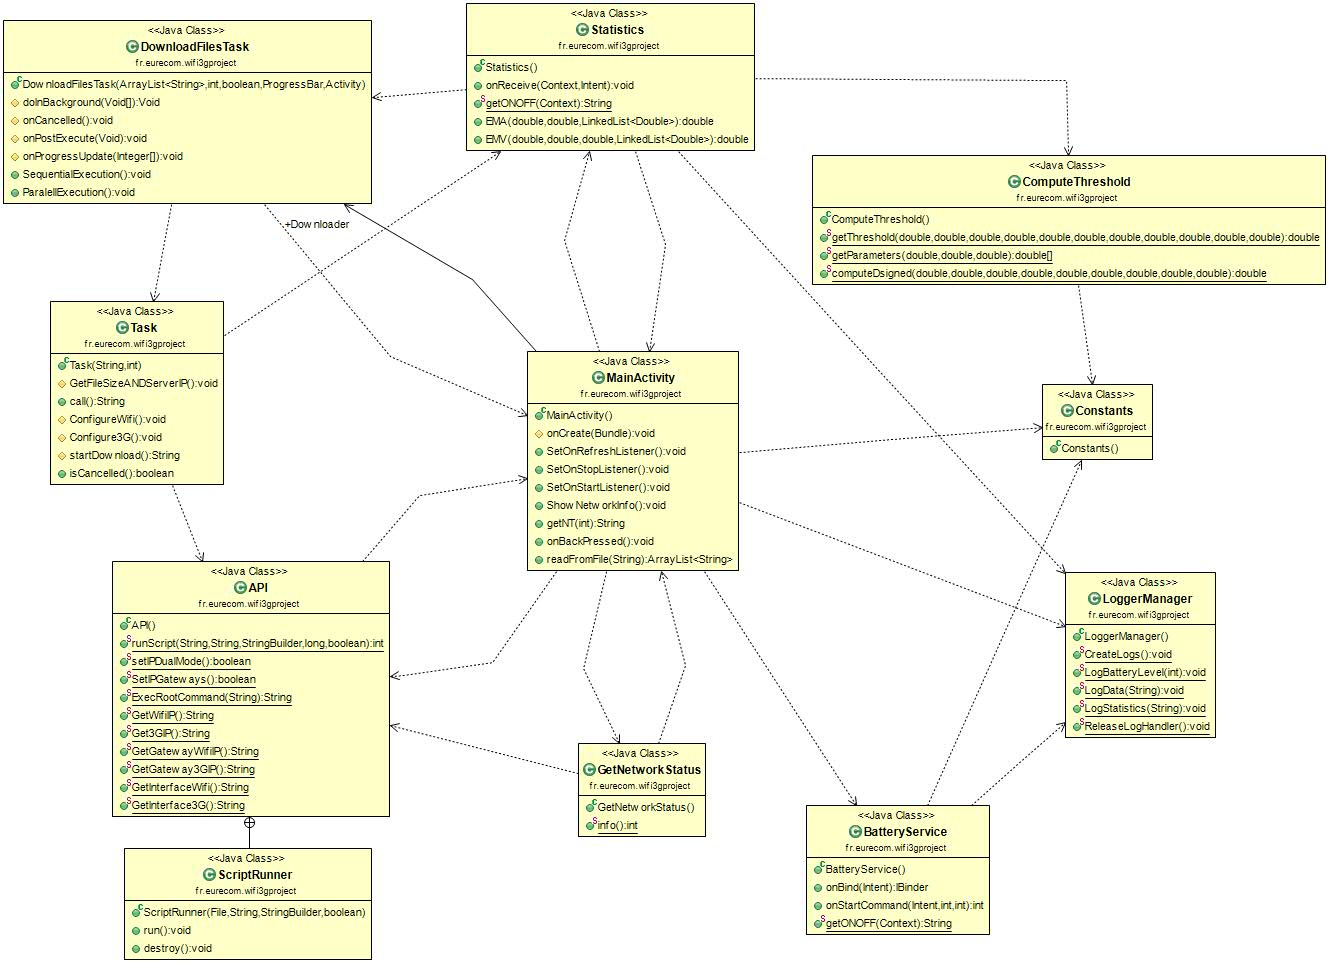 <<Java Class>>
DownloadFilesTask
fr.eurecom.wifi3gproject
DownloadFilesTask(ArrayList<String>,int,boolean,ProgressBar,Activity)
doInBackground(Void[]):Void
onCancelled():void
onPostExecute(Void):void
onProgressUpdate(Integer[]):void
SequentialExecution():void
ParalellExecution():void
<<Java Class>>
Statistics
fr.eurecom.wifi3gproject
Statistics()
onReceive(Context,Intent):void
getONOFF(Context):String
EMA(double,double,LinkedList<Double>):double
EMV(double,double,double,LinkedList<Double>):double
<<Java Class>>
ComputeThreshold
fr.eurecom.wifi3gproject
ComputeThreshold()
getThreshold(double,double,double,double,double,double,double,double,double,double,double):double
getParameters(double,double,double):double[]
computeDsigned(double,double,double,double,double,double,double,double,double):double
+Downloader
<<Java Class>>
Task
fr.eurecom.wifi3gproject
Task(String,int)
GetFileSizeANDServerIP():void
call():String
ConfigureWifi():void
Configure3G():void
startDownload():String
isCancelled():boolean
<<Java Class>>
MainActivity
fr.eurecom.wifi3gproject
MainActivity()
onCreate(Bundle):void
SetOnRefreshListener():void
SetOnStopListener():void
SetOnStartListener():void
ShowNetworkInfo():void
getNT(int):String
onBackPressed():void
readFromFile(String):ArrayList<String>
<<Java Class>>
Constants
fr.eurecom.wifi3gproject
Constants()
<<Java Class>>
API
fr.eurecom.wifi3gproject
API()
runScript(String,String,StringBuilder,long,boolean):int
setIPDualMode():boolean
SetIPGateways():boolean
ExecRootCommand(String):String
GetWifiIP():String
Get3GIP():String
GetGatewayWifiIP():String
GetGateway3GIP():String
GetInterfaceWifi():String
GetInterface3G():String
<<Java Class>>
LoggerManager
fr.eurecom.wifi3gproject
LoggerManager()
CreateLogs():void
LogBatteryLevel(int):void
LogData(String):void
LogStatistics(String):void
ReleaseLogHandler():void
<<Java Class>>
GetNetworkStatus
fr.eurecom.wifi3gproject
GetNetworkStatus()
info():int
<<Java Class>>
BatteryService
fr.eurecom.wifi3gproject
BatteryService()
onBind(Intent):IBinder
onStartCommand(Intent,int,int):int
getONOFF(Context):String
<<Java Class>>
ScriptRunner
fr.eurecom.wifi3gproject
ScriptRunner(File,String,StringBuilder,boolean)
run():void
destroy():void